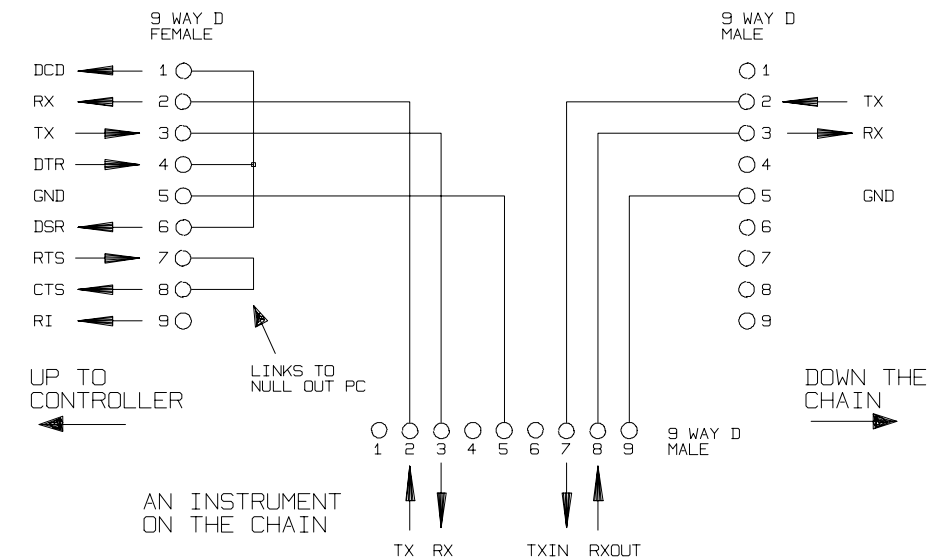 9 WAY D
FEMALE
9 WAY D
MALE
DCD 1
RX 2
TX 3
DTR 4
GND 5
DSR 6
RTS 7
CTS 8
RI 9
1
2 TX
3 RX
4
5 GND
6
7
8
9
LINKS TO
NULL OUT PC
UP TO
CONTROLLER
DOWN THE
CHAIN
1 2 3 4 5 6 7 8 9
9 WAY D
MALE
AN INSTRUMENT
ON THE CHAIN
TX RX TXIN RXOUT